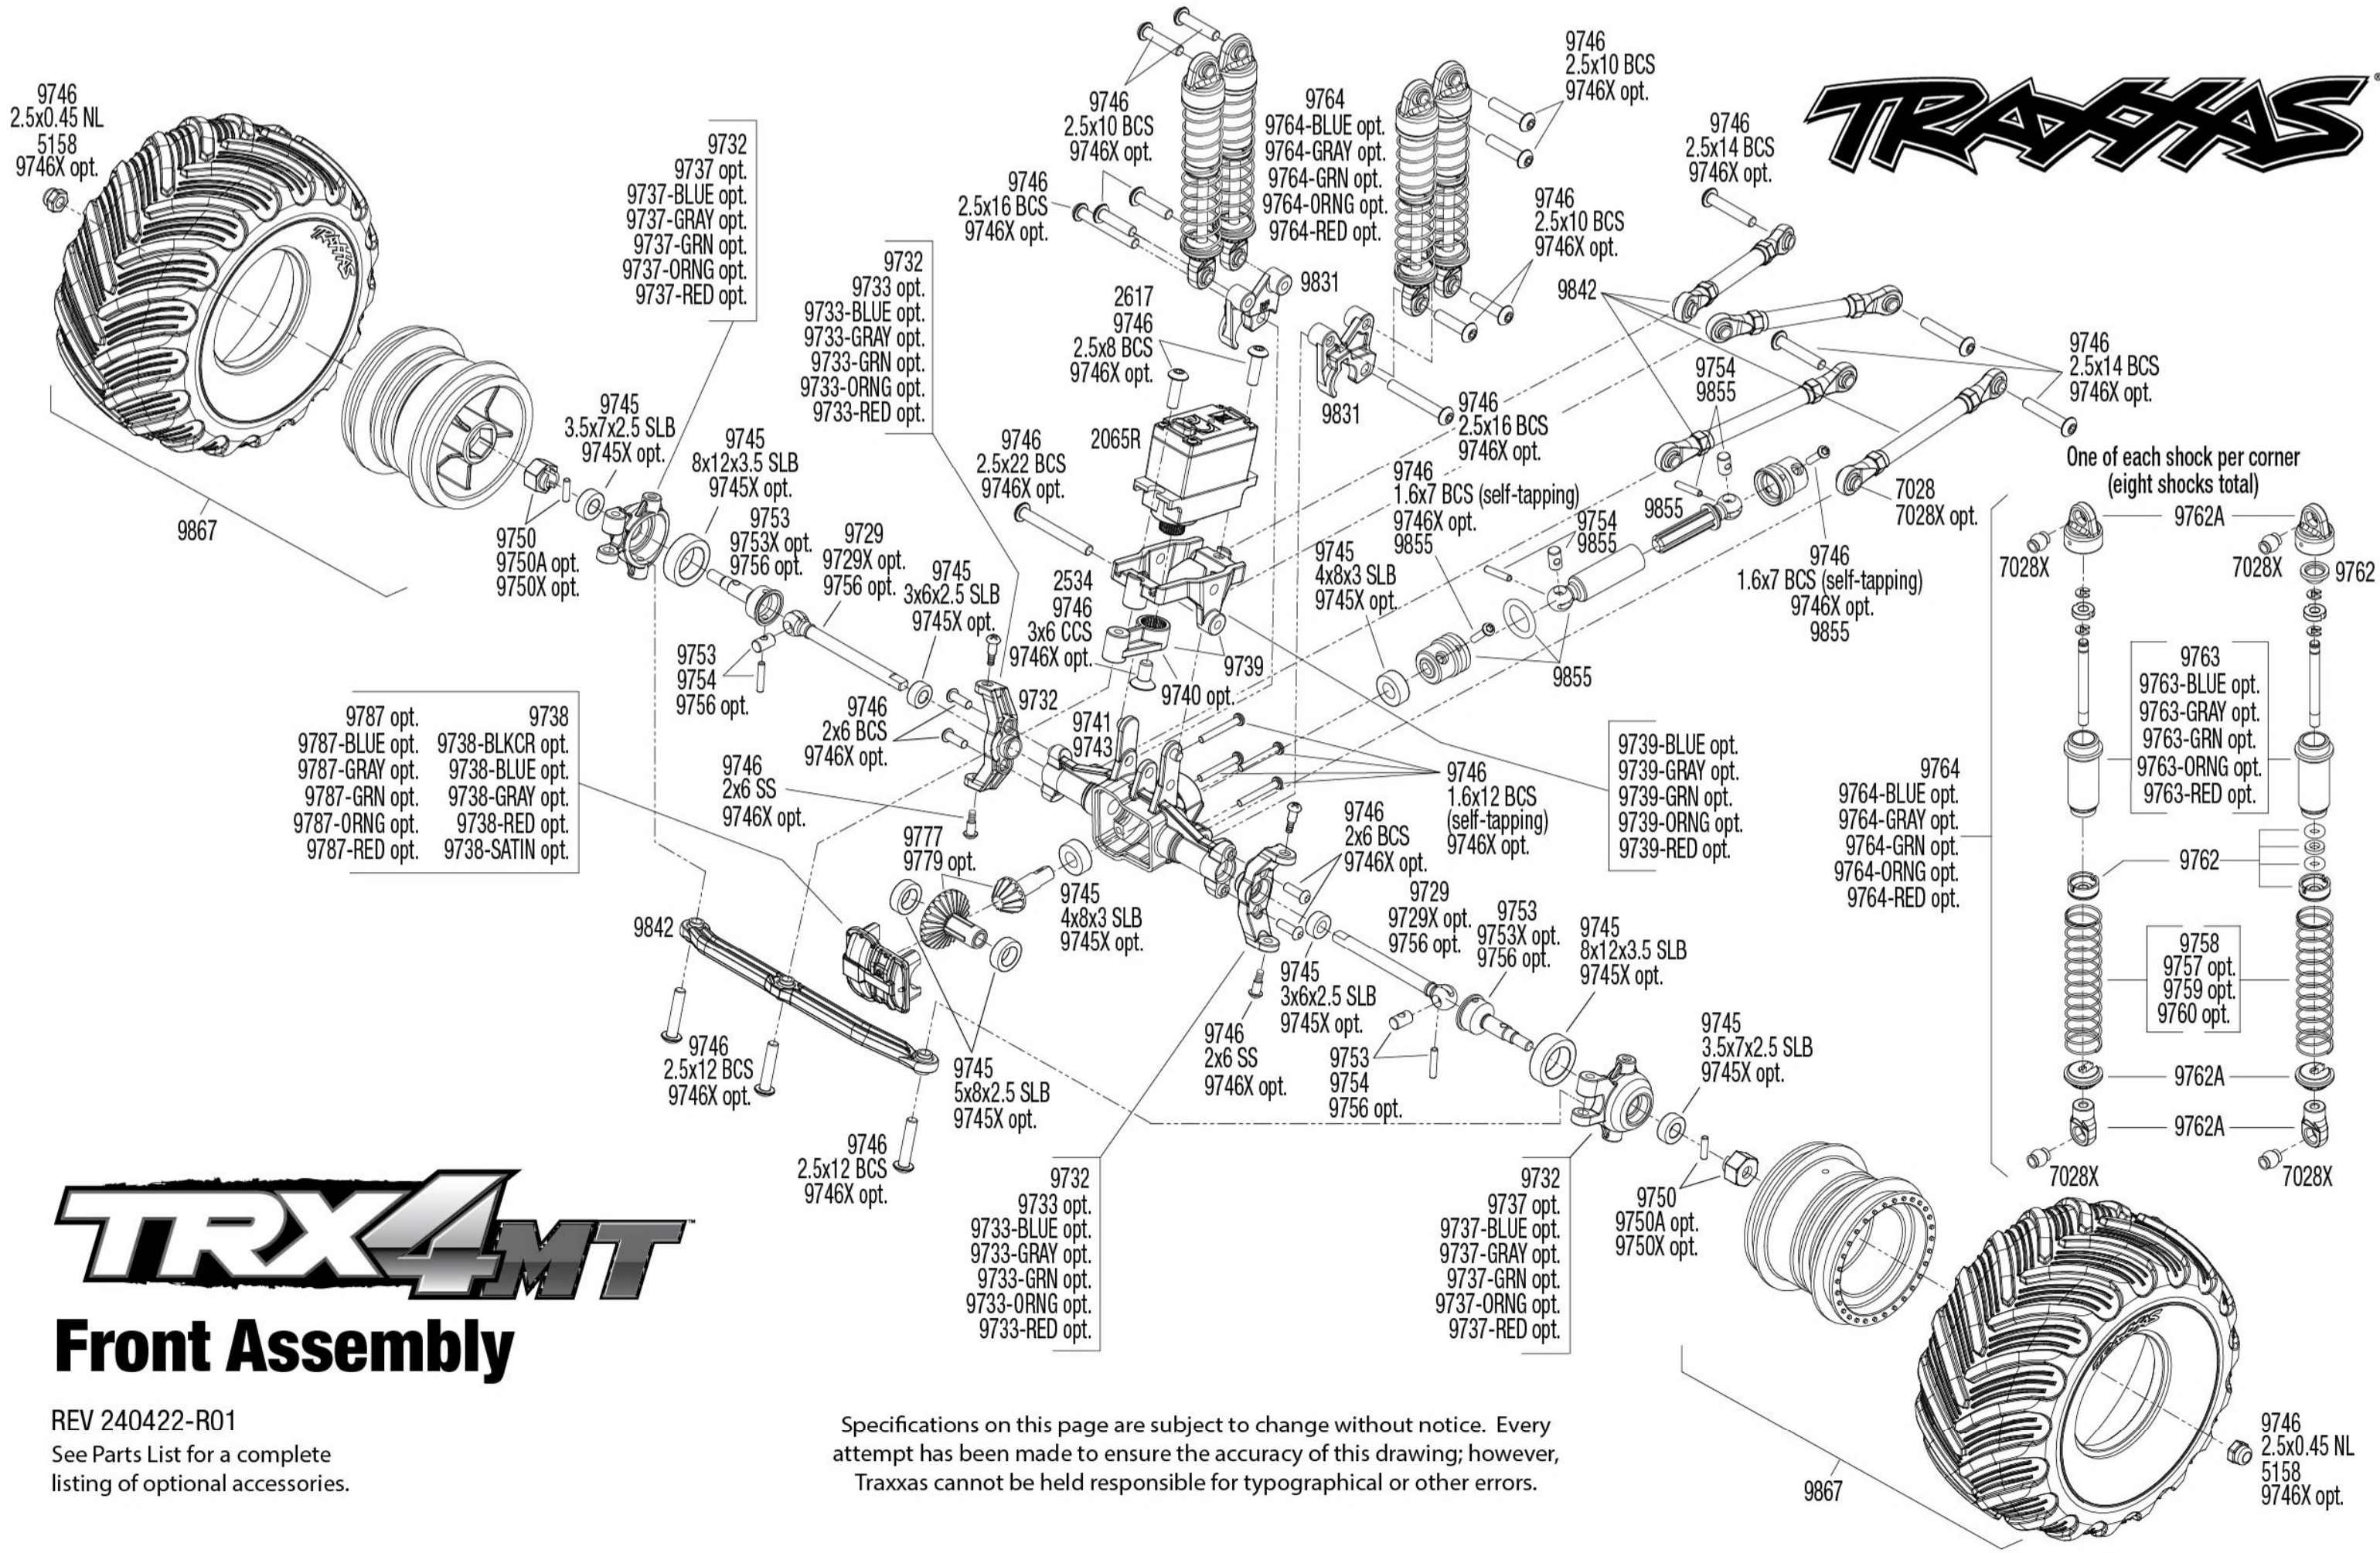 9746
2.5x0.45 NL
5158
9746X opt.
TRAXXAS
9867
9732
9737 opt.
9737-BLUE opt.
9737-GRAY opt.
9737-GRN opt.
9737-ORNG opt.
9737-RED opt.
9745
3.5x7x2.5 SLB
9745X opt.
9750
9750A opt.
9750X opt.
9745
8x12x3.5 SLB
9745X opt.
9753
9753X opt.
9756 opt.
9729
9729X opt.
9756 opt.
9753
9754
9756 opt.
9745
3x6x2.5 SLB
9745X opt.
9732
9733 opt.
9733-BLUE opt.
9733-GRAY opt.
9733-GRN opt.
9733-ORNG opt.
9733-RED opt.
9746
2.5x10 BCS
9746X opt.
9746
2.5x16 BCS
9746X opt.
9764
9764-BLUE opt.
9764-GRAY opt.
9764-GRN opt.
9764-ORNG opt.
9764-RED opt.
9746
2.5x10 BCS
9746X opt.
9746
2.5x10 BCS
9746X opt.
9831
9831
2617
9746
2.5x8 BCS
9746X opt.
2065R
9746
2.5x22 BCS
9746X opt.
9746
2.5x16 BCS
9746X opt.
2534
9746
3x6 CCS
9746X opt.
9739
9740 opt.
9746
2.5x14 BCS
9746X opt.
TRAXXAS®
9842
9746
2.5x14 BCS
9746X opt.
9754
9855
9855
7028
7028X opt.
9746
1.6x7 BCS (self-tapping)
9746X opt.
9855
9754
9855
9745
4x8x3 SLB
9745X opt.
9855
9746
1.6x7 BCS (self-tapping)
9746X opt.
9855
One of each shock per corner
(eight shocks total)
9762A
7028X
7028X
9762
9763
9763-BLUE opt.
9763-GRAY opt.
9763-GRN opt.
9763-ORNG opt.
9763-RED opt.
9764
9764-BLUE opt.
9764-GRAY opt.
9764-GRN opt.
9764-ORNG opt.
9764-RED opt.
9762
9758
9757 opt.
9759 opt.
9760 opt.
9762A
9762A
7028X
7028X
9787 opt.
9787-BLUE opt.
9787-GRAY opt.
9787-GRN opt.
9787-ORNG opt.
9787-RED opt.
9738
9738-BLKCR opt.
9738-BLUE opt.
9738-GRAY opt.
9738-RED opt.
9738-SATIN opt.
9746
2x6 BCS
9746X opt.
9732
9746
2x6 SS
9746X opt.
9741
9743
9777
9779 opt.
9745
4x8x3 SLB
9745X opt.
9746
1.6x12 BCS
(self-tapping)
9746X opt.
9739-BLUE opt.
9739-GRAY opt.
9739-GRN opt.
9739-ORNG opt.
9739-RED opt.
9746
2x6 BCS
9746X opt.
9842
9746
2.5x12 BCS
9746X opt.
9746
2.5x12 BCS
9746X opt.
9745
5x8x2.5 SLB
9745X opt.
9746
2x6 SS
9746X opt.
9745
3x6x2.5 SLB
9745X opt.
9729
9729X opt.
9756 opt.
9753
9753X opt.
9756 opt.
9753
9754
9756 opt.
9745
8x12x3.5 SLB
9745X opt.
9745
3.5x7x2.5 SLB
9745X opt.
9732
9733 opt.
9733-BLUE opt.
9733-GRAY opt.
9733-GRN opt.
9733-ORNG opt.
9733-RED opt.
9732
9737 opt.
9737-BLUE opt.
9737-GRAY opt.
9737-GRN opt.
9737-ORNG opt.
9737-RED opt.
9750
9750A opt.
9750X opt.
TRAXXAS
9867
9746
2.5x0.45 NL
5158
9746X opt.
TRX4MT™
Front Assembly
REV 240422-R01
See Parts List for a complete
listing of optional accessories.
Specifications on this page are subject to change without notice. Every
attempt has been made to ensure the accuracy of this drawing; however,
Traxxas cannot be held responsible for typographical or other errors.